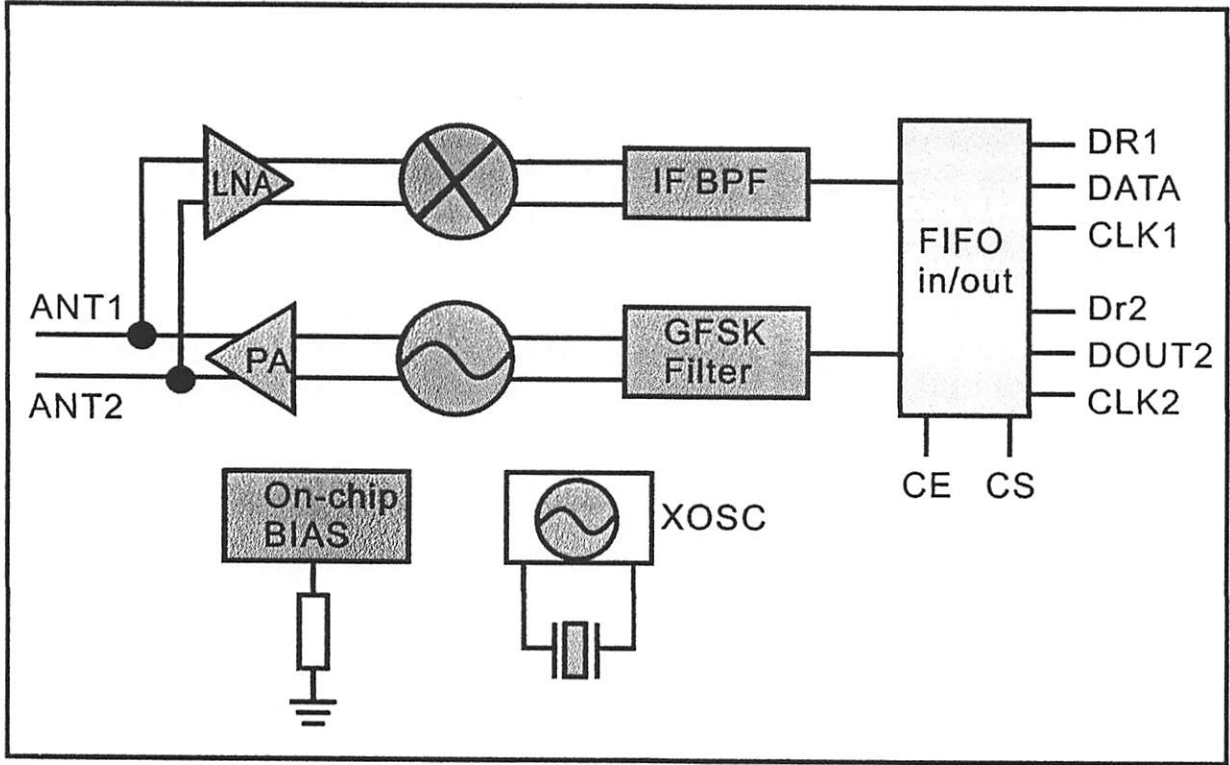 LNA
IF BPF
FIFO
in/out
DR1
DATA
CLK1
Dr2
DOUT2
CLK2
ANT1
ANT2
PA
GFSK
Filter
CE CS
On-chip
BIAS
XOSC